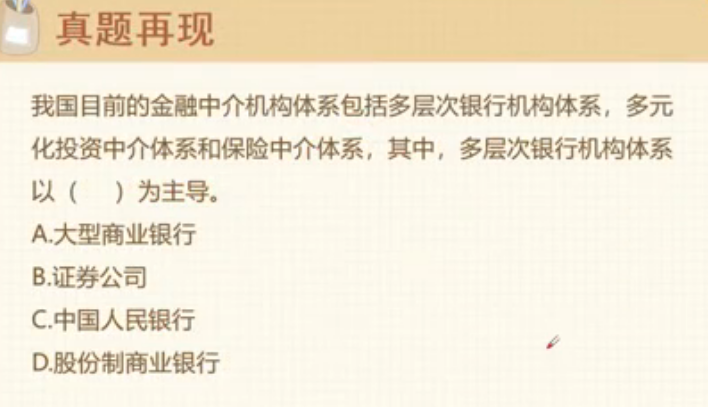 真题再现
我国目前的金融中介机构体系包括多层次银行机构体系，多元
化投资中介体系和保险中介体系，其中，多层次银行机构体系
以（ ）为主导。
A.大型商业银行
B.证券公司
C.中国人民银行
D.股份制商业银行